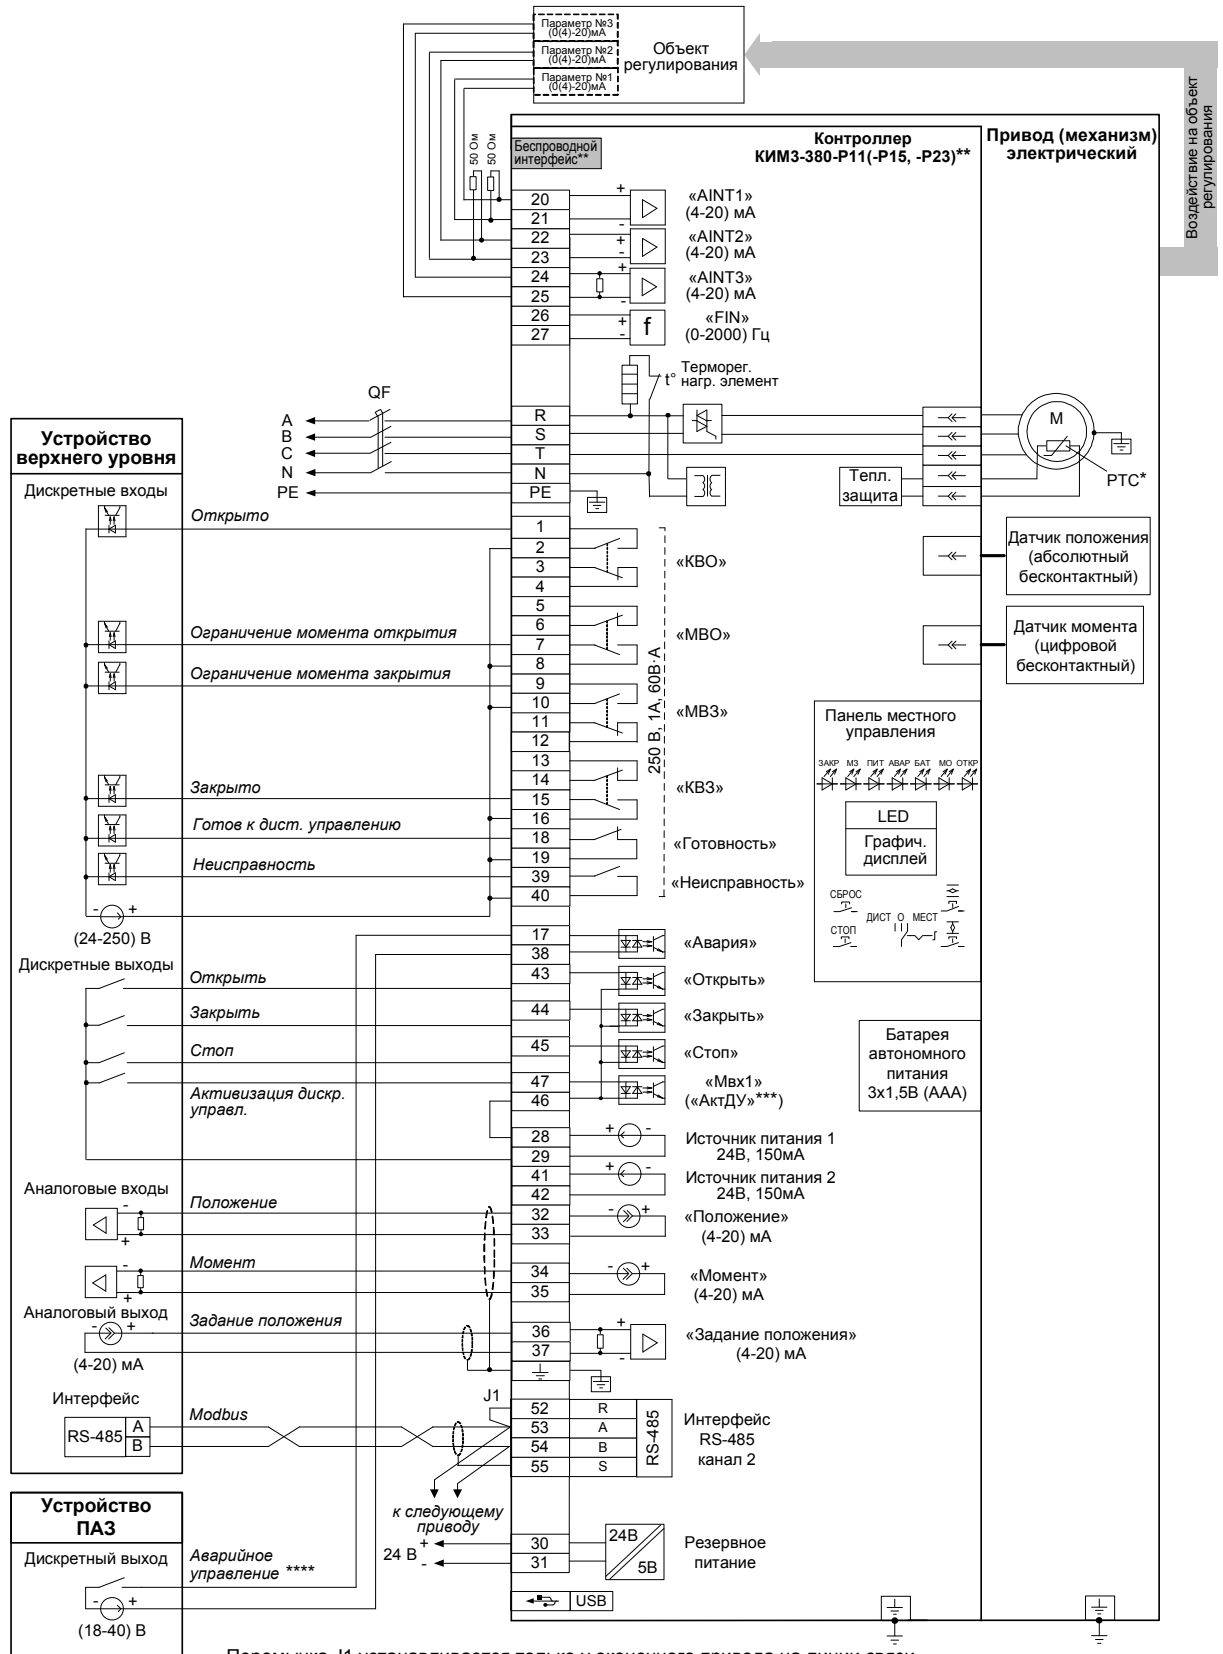 Параметр №3
(0(4)-20)мА
Параметр №2
(0(4)-20)мА
Параметр №1
(0(4)-20)мА
Объект
регулирования
Воздействие на объект
регулирования
50 Ом
50 Ом
Беспроводной
интерфейс**
Контроллер
КИМ3-380-Р11(-Р15, -Р23)**
Привод (механизм)
электрический
20
21
22
23
24
25
26
27
+
-
«AINT1»
(4-20) мА
+
-
«AINT2»
(4-20) мА
+
-
«AINT3»
(4-20) мА
+
-
f
«FIN»
(0-2000) Гц
t°
Терморег.
нагр. элемент
QF
A
B
C
N
PE
R
S
T
N
PE
Тепл.
защита
М
РТС*
Устройство
верхнего уровня
Дискретные входы
Открыто
Ограничение момента открытия
Ограничение момента закрытия
Закрыто
Готов к дист. управлению
Неисправность
- +
(24-250) В
1
2
3
4
5
6
7
8
9
10
11
12
13
14
15
16
18
19
39
40
«КВО»
«МВО»
«МВЗ»
«КВЗ»
«Готовность»
«Неисправность»
250 В, 1А, 60В·А
Датчик положения
(абсолютный
бесконтактный)
Датчик момента
(цифровой
бесконтактный)
Панель местного
управления
ЗАКР МЗ ПИТ АВАР БАТ МО ОТКР
LED
Графич.
дисплей
СБРОС
СТОП
ДИСТ О МЕСТ
Батарея
автономного
питания
3х1,5В (ААА)
Дискретные выходы
Открыть
Закрыть
Стоп
Активизация дискр.
управл.
17
38
43
44
45
47
46
28
29
41
42
32
33
34
35
36
37
«Авария»
«Открыть»
«Закрыть»
«Стоп»
«Мвх1»
(«АктДУ»***)
+ -
Источник питания 1
24В, 150мА
+ -
Источник питания 2
24В, 150мА
- +
«Положение»
(4-20) мА
- +
«Момент»
(4-20) мА
+
-
«Задание положения»
(4-20) мА
Аналоговые входы
-
+
Положение
-
+
Момент
Аналоговый выход
- +
Задание положения
(4-20) мА
Интерфейс
RS-485
A
B
Modbus
J1
52 R
53 A
54 B
55 S
RS-485
Интерфейс
RS-485
канал 2
к следующему
приводу
24 В
+
-
30
31
24В
5В
Резервное
питание
USB
Устройство
ПАЗ
Дискретный выход
Аварийное
управление ****
- +
(18-40) В